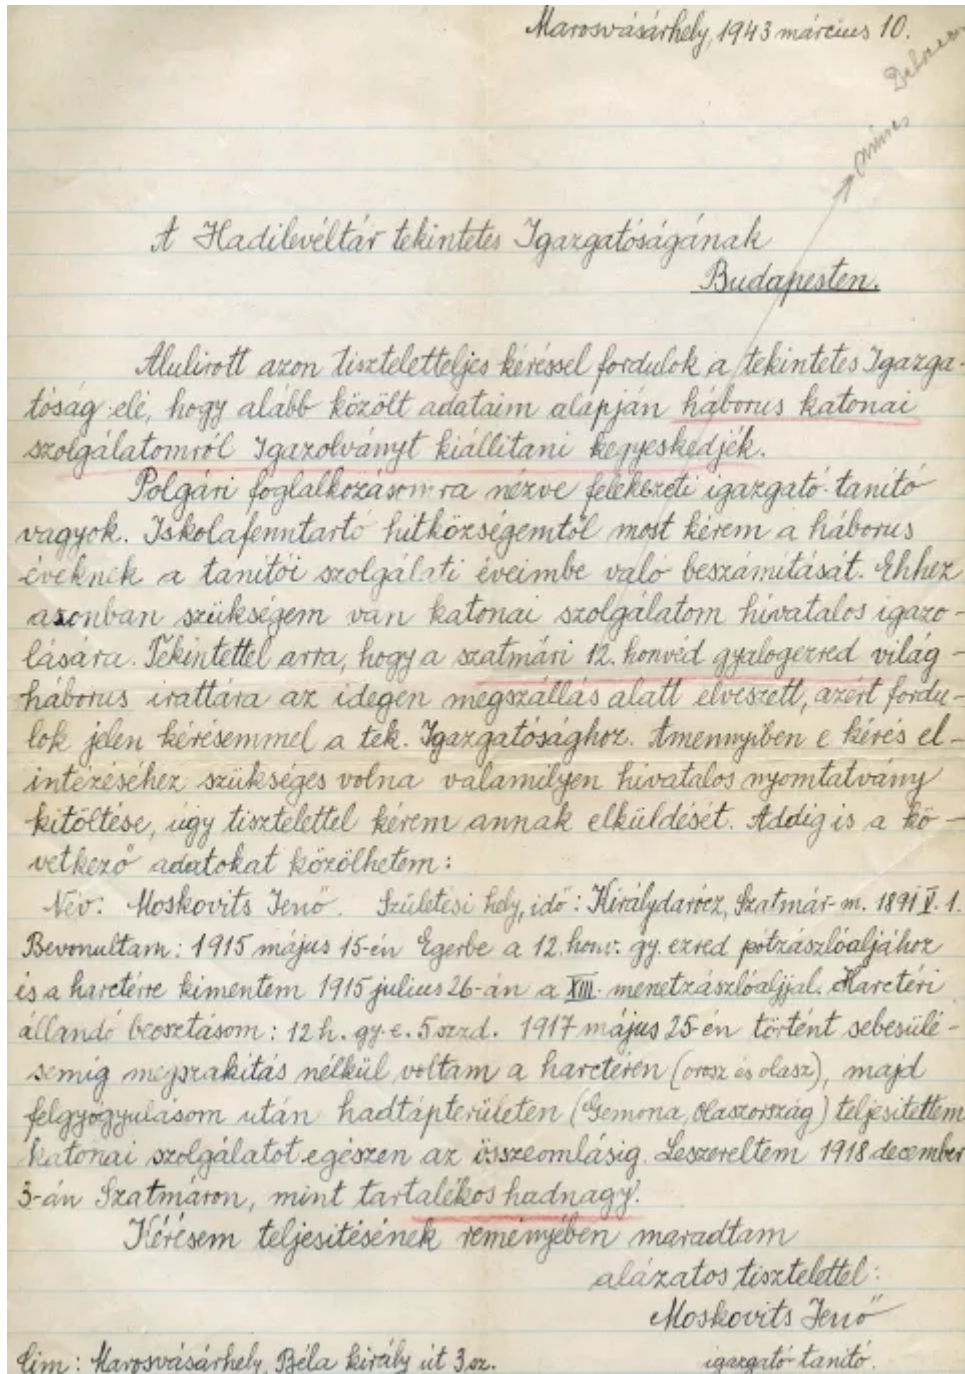 Marosvásárhely, 1943 március 10.
A Hadilevéltár tekintetes Igazgatóságának
Budapesten.
Alulirott azon tiszteletteljes kéréssel fordulok a tekintetes Igazga-
tóság elé, hogy alább közölt adataim alapján háborus katonai
szolgálatomról Igazolványt kiállitani kegyeskedjék.
Polgári foglalkozásomra nézve felekezeti igazgató-tanító
vagyok. Iskolafenntartó hitközségemtől most kérem a háborus
éveknek a tanítói szolgálati éveimbe való beszámitását. Ehhez
azonban szükségem van katonai szolgálatom hivatalos igazo-
lására. Tekintettel arra, hogy a szatmári 12. honvéd gyalogezred világ-
háborus irattára az idegen megszállás alatt elveszett, azért fordu-
lok jelen kérésemmel a tek. Igazgatósághoz. Amennyiben e kérés el-
intézéséhez szükséges volna valamilyen hivatalos nyomtatvány
kitöltése, úgy tisztelettel kérem annak elküldését. Addig is a kö-
vetkező adatokat közölhetem:
Név: Moskovits Jenő. Születési hely, idő: Királydarócz, Szatmár-m. 1891 V. 1.
Bevonultam: 1915 május 15-én Egerbe a 12. honv. gy. ezred pótzászlóaljához
és a harctérre kimentem 1915 julius 26-án a XIII. menetzászlóaljjal. Harctéri
állandó beosztásom: 12 h. gy. e. 5 szzd. 1917 május 25-én történt sebesülé-
semig megszakitás nélkül voltam a harctéren (orosz és olasz), majd
felgyógyulásom után hadtápterületen (Gemona, Olaszország) teljesitettem
katonai szolgálatot egészen az összeomlásig. Leszereltem 1918 december
3-án Szatmáron, mint tartalékos hadnagy.
Kérésem teljesitésének reményében maradtam
alázatos tisztelettel:
Moskovits Jenő
igazgató-tanító.
Cim: Marosvásárhely, Béla király út 3 sz.